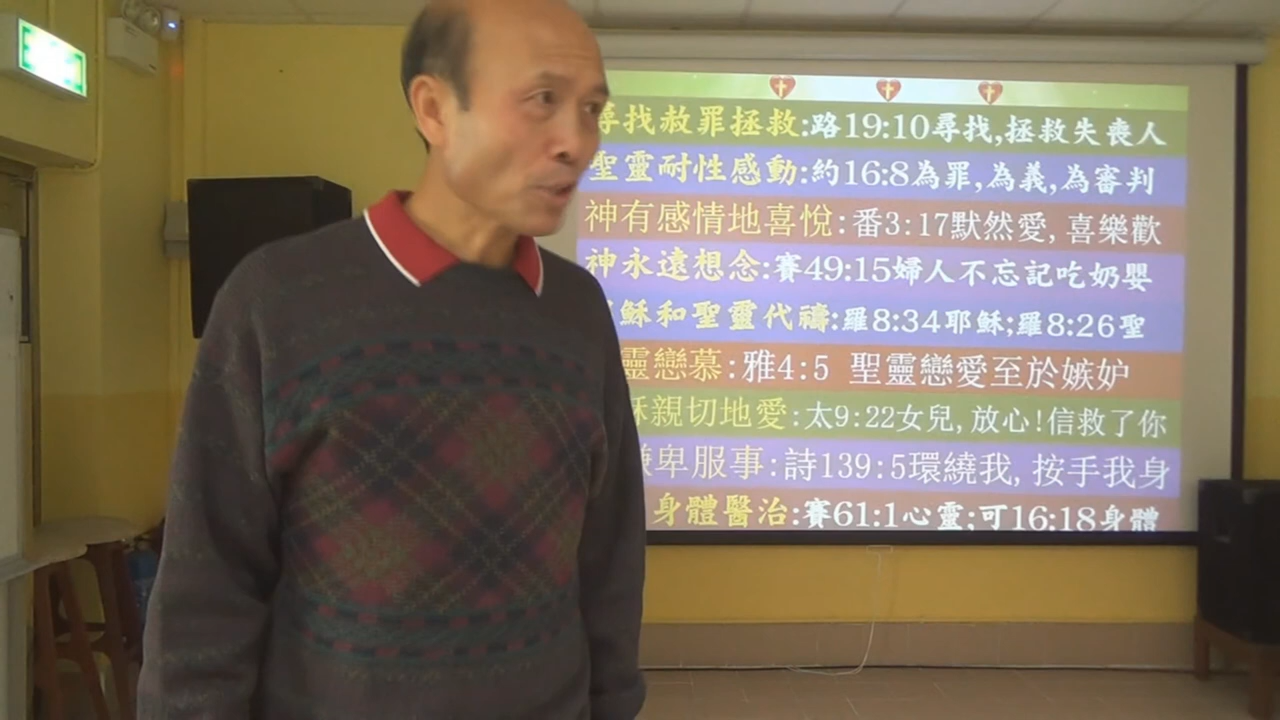 尋找赦罪拯救:路19:10尋找,拯救失喪人
聖靈耐性感動:約16:8為罪,為義,為審判
神有感情地喜悅:番3:17默然愛,喜樂歡
神永遠想念:賽49:15婦人不忘記吃奶嬰
穌和聖靈代禱:羅8:34耶穌;羅8:26聖
靈戀慕:雅4:5 聖靈戀愛至於嫉妒
穌親切地愛:太9:22女兒,放心!信救了你
謙卑服事:詩139:5環繞我,按手我身
身體醫治:賽61:1心靈;可16:18身體